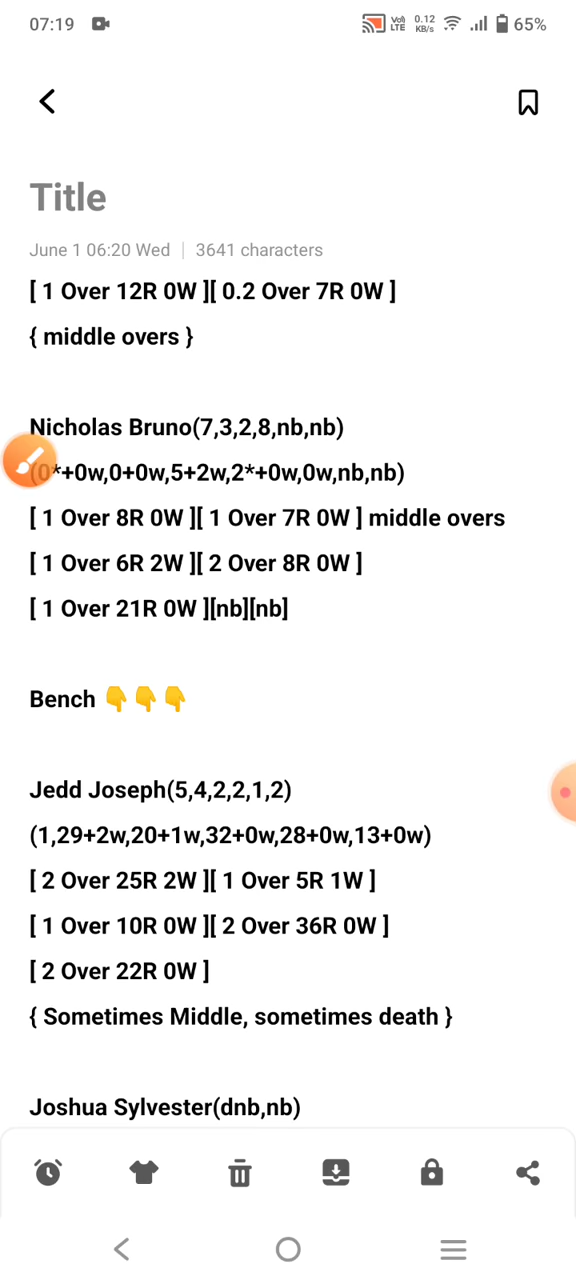 07:19
Vo) LTE 0.12 KB/s 65%
Title
June 1 06:20 Wed | 3641 characters
[ 1 Over 12R 0W ][ 0.2 Over 7R 0W ]
{ middle overs }
Nicholas Bruno(7,3,2,8,nb,nb)
(0*+0w,0+0w,5+2w,2*+0w,0w,nb,nb)
[ 1 Over 8R 0W ][ 1 Over 7R 0W ] middle overs
[ 1 Over 6R 2W ][ 2 Over 8R 0W ]
[ 1 Over 21R 0W ][nb][nb]
Bench 👇👇👇
Jedd Joseph(5,4,2,2,1,2)
(1,29+2w,20+1w,32+0w,28+0w,13+0w)
[ 2 Over 25R 2W ][ 1 Over 5R 1W ]
[ 1 Over 10R 0W ][ 2 Over 36R 0W ]
[ 2 Over 22R 0W ]
{ Sometimes Middle, sometimes death }
Joshua Sylvester(dnb,nb)